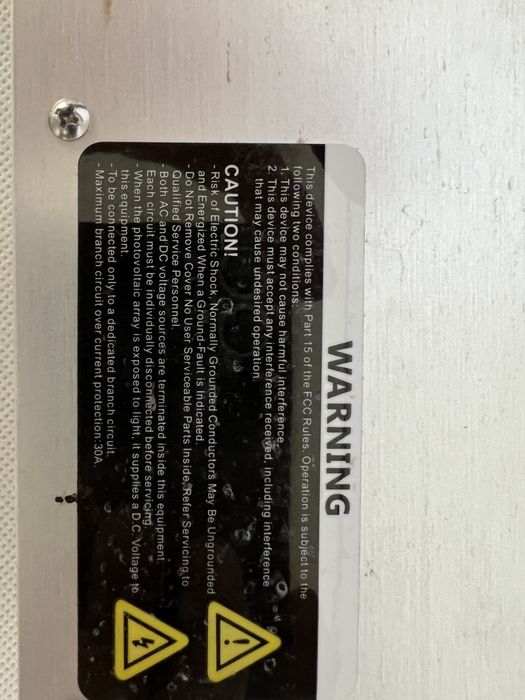 WARNING
This device complies with Part 15 of the FCC Rules. Operation is subject to the
following two conditions:
1. This device may not cause harmful interference.
2. This device must accept any interference received, including interference
that may cause undesired operation.
CAUTION!
- Risk of Electric Shock, Normally Grounded Conductors May Be Ungrounded
and Energized When a Ground-Fault is Indicated.
- Do Not Remove Cover No User Serviceable Parts Inside, Refer Servicing to
Qualified Service Personnel.
- Both AC and DC voltage sources are terminated inside this equipment.
Each circuit must be individually disconnected before servicing.
- When the photovoltaic array is exposed to light, it supplies a D.C. Voltage to
this equipment.
- To be connected only to a dedicated branch circuit.
- Maximum branch circuit over current protection:30A.